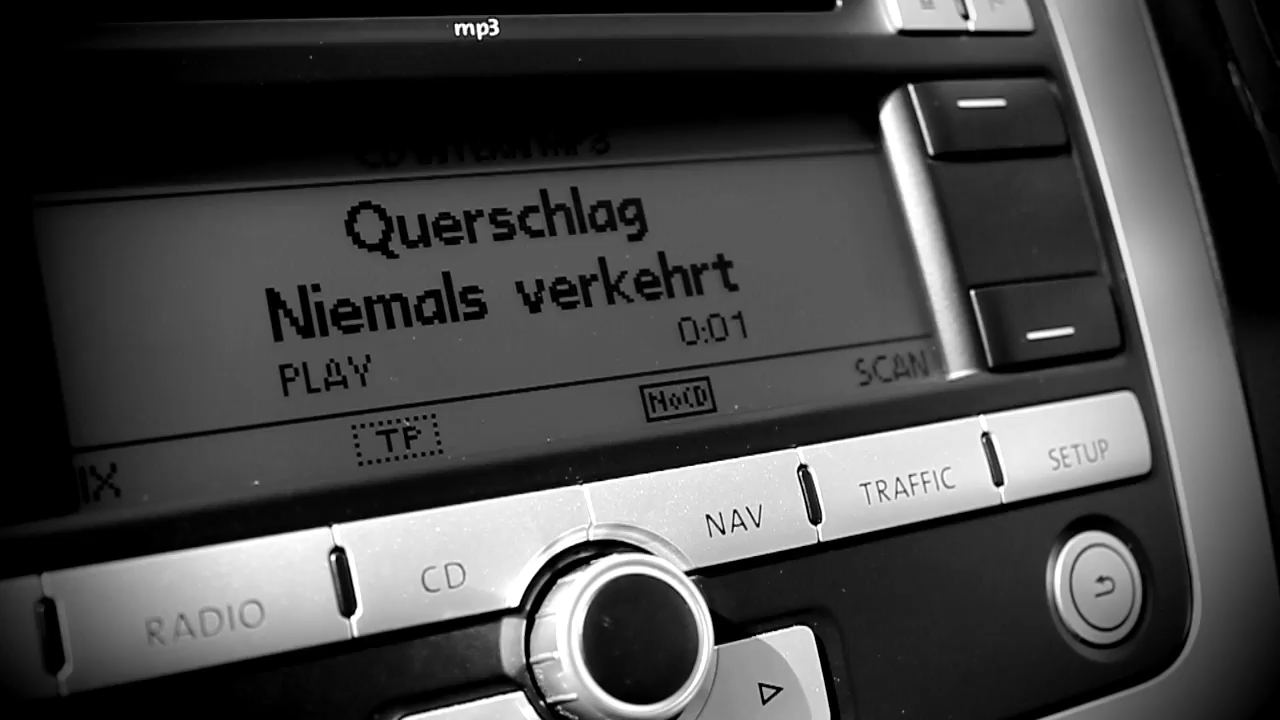 mp3
Querschlag
Niemals verkehrt
0:01
PLAY
SCAN
NoCD
TP
IX
SETUP
TRAFFIC
NAV
CD
RADIO